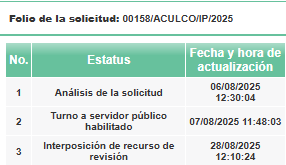 Folio de la solicitud: 00158/ACULCO/IP/2025
No. Estatus Fecha y hora de
actualización
1 Análisis de la solicitud 06/08/2025
12:30:04
2 Turno a servidor público
habilitado 07/08/2025 11:48:03
3 Interposición de recurso de
revisión 28/08/2025
12:10:24